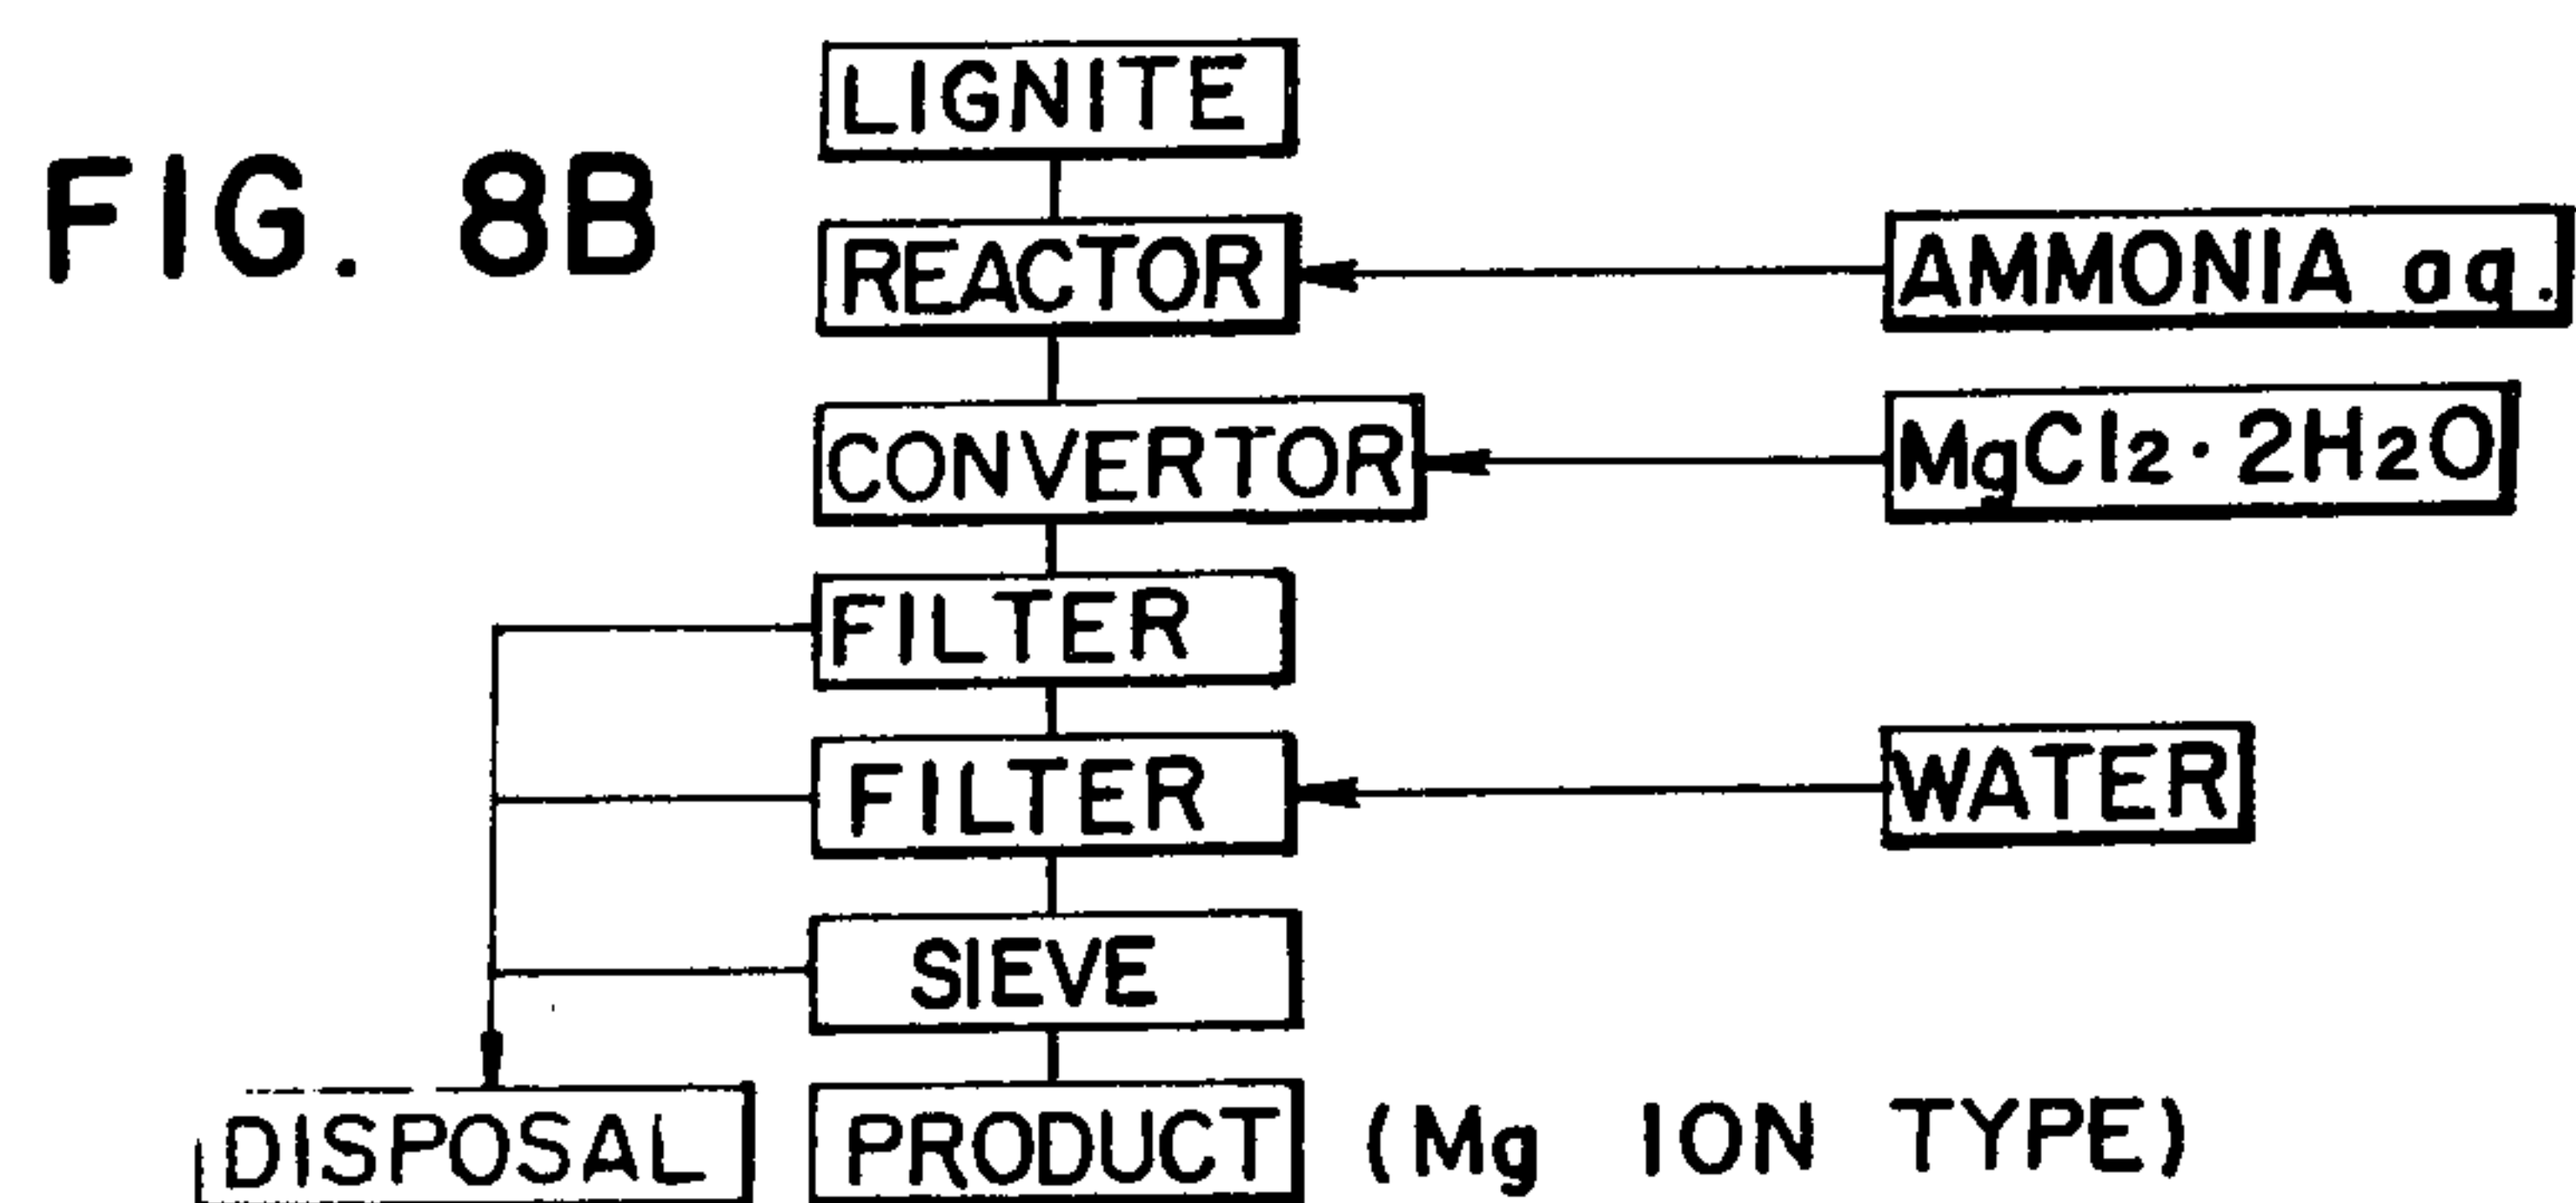 LIGNITE
FIG. 8B
REACTOR
AMMONIA aq.
CONVERTOR
MgCl2·2H2O
FILTER
FILTER
WATER
SIEVE
DISPOSAL
PRODUCT (Mg ION TYPE)